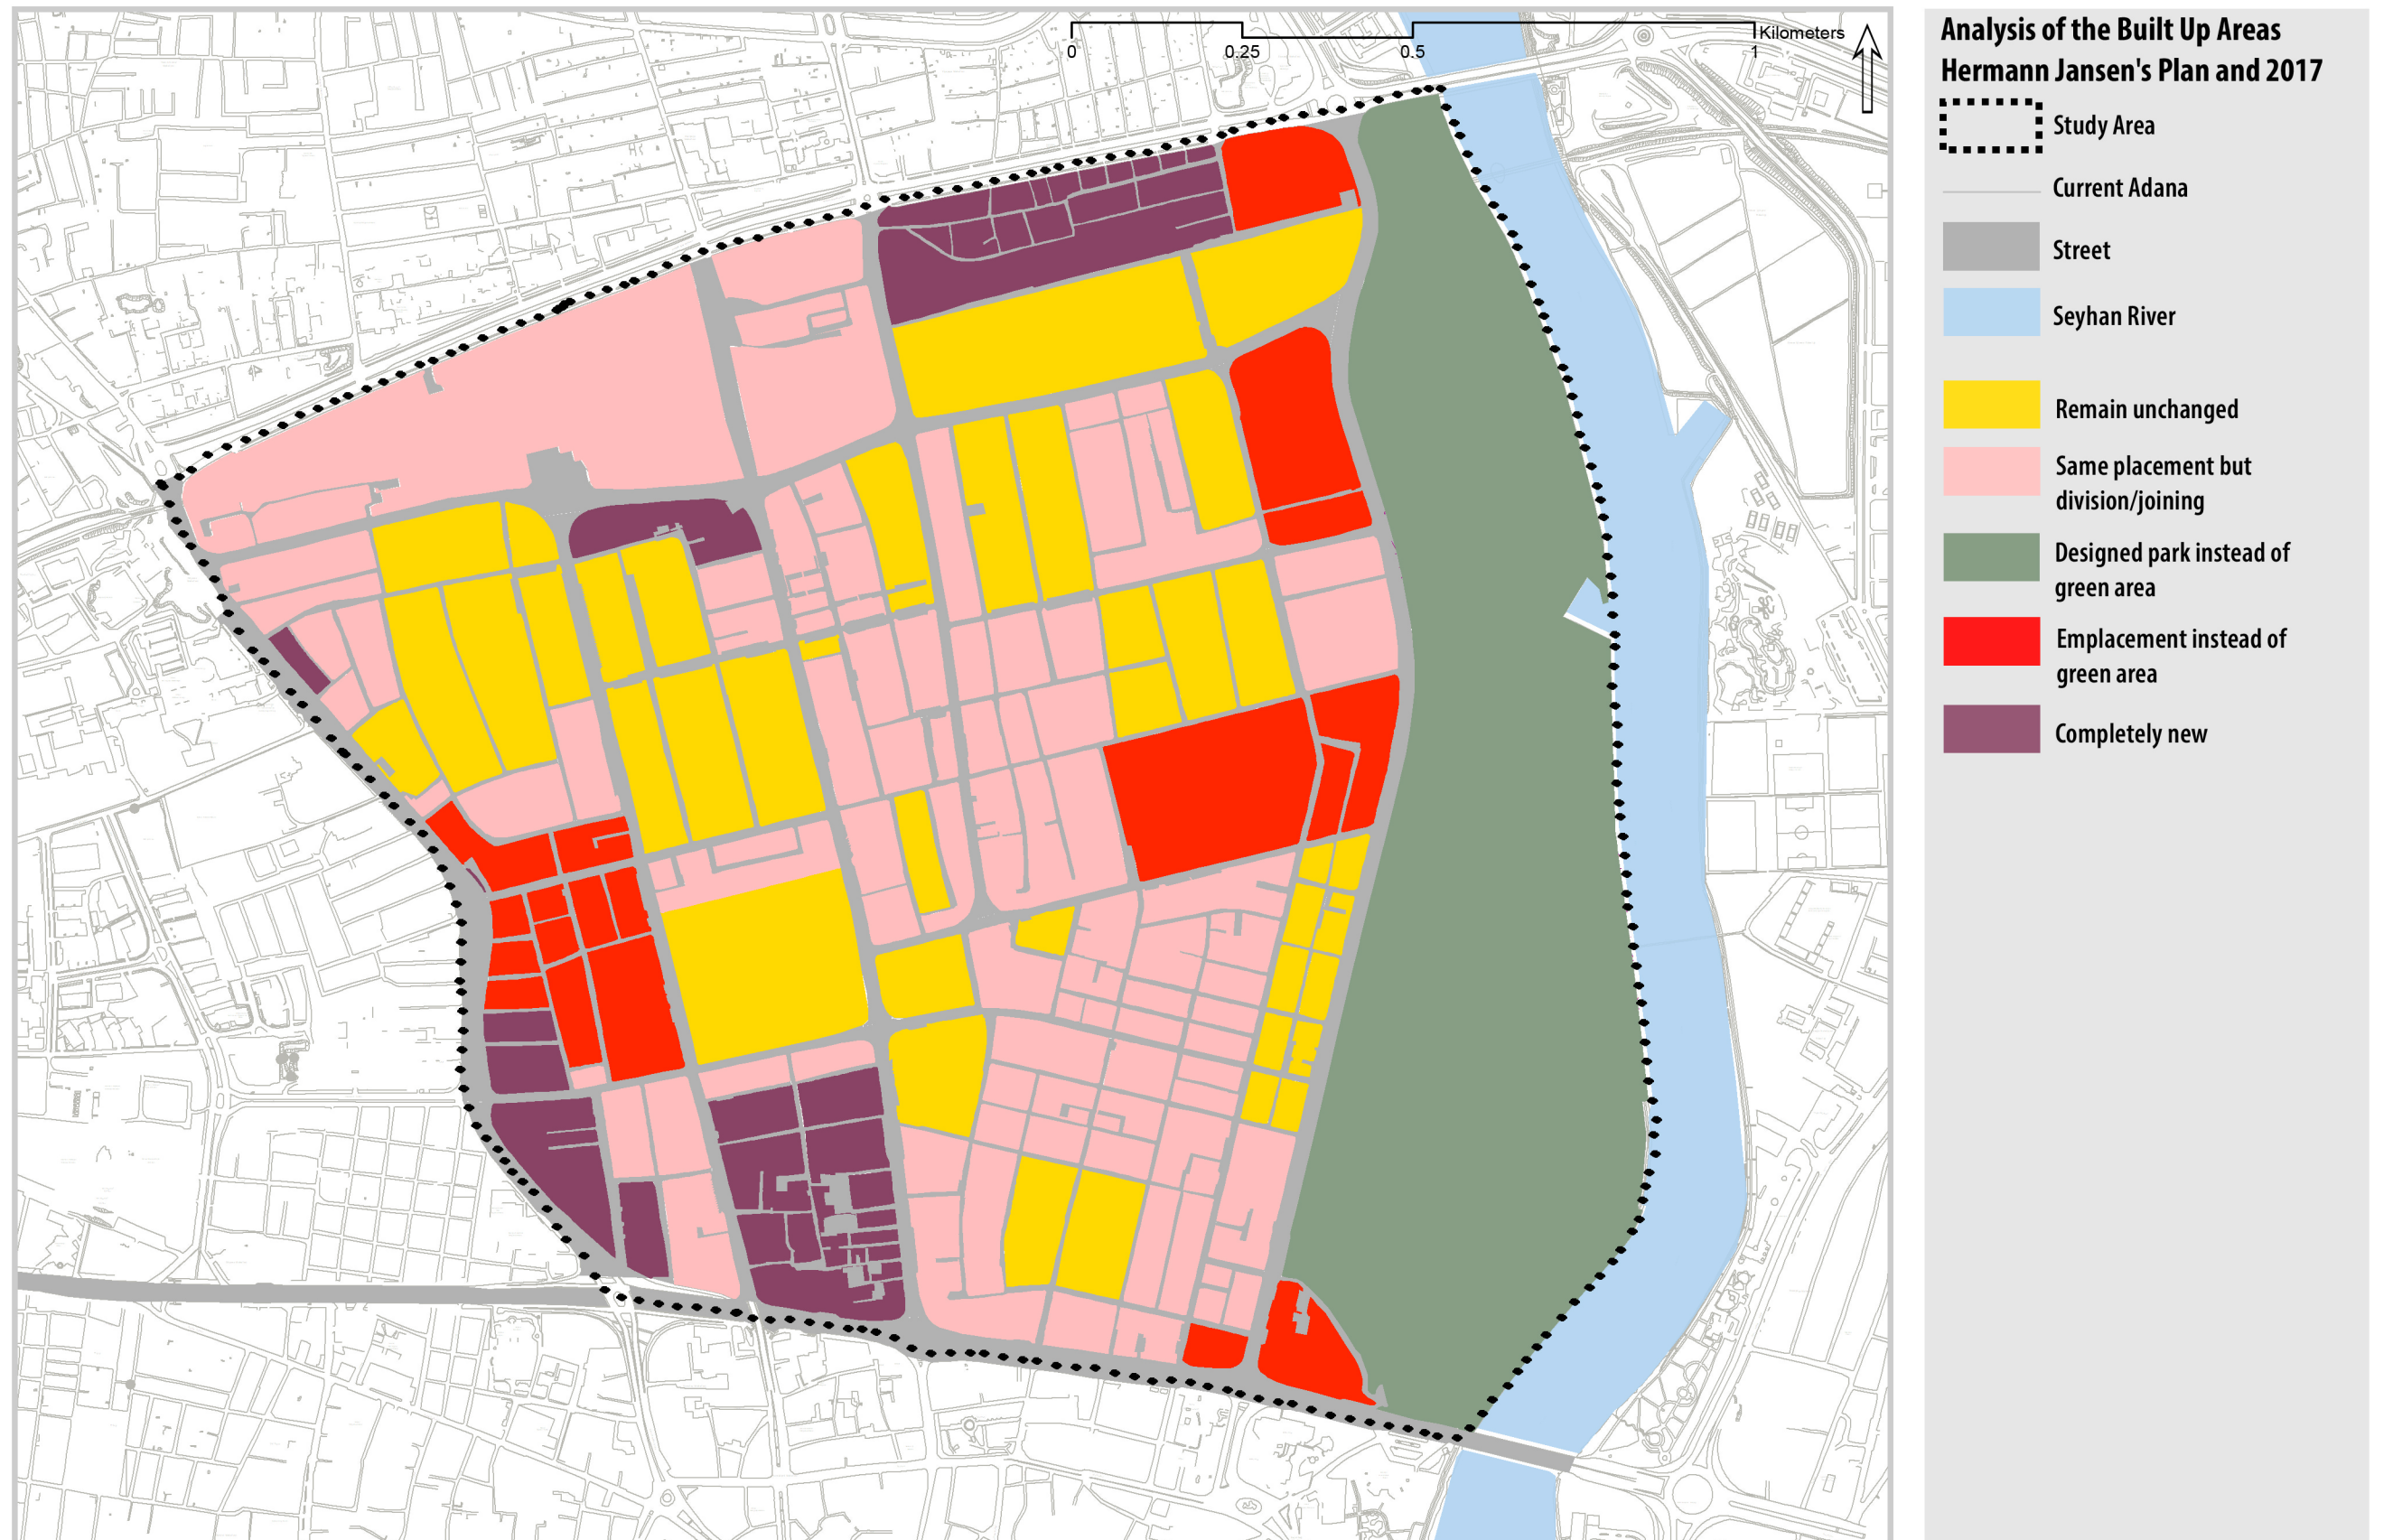 0
0.25
0.5
1
Kilometers
Analysis of the Built Up Areas
Hermann Jansen's Plan and 2017
Study Area
Current Adana
Street
Seyhan River
Remain unchanged
Same placement but
division/joining
Designed park instead of
green area
Emplacement instead of
green area
Completely new